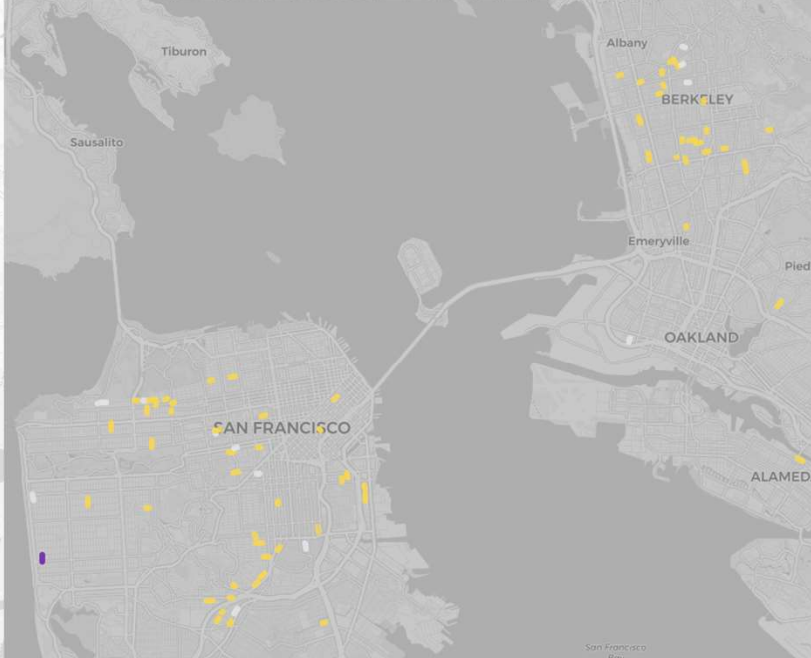 Tiburon
Albany
BERKELEY
Sausalito
Emeryville
Pied
OAKLAND
SAN FRANCISCO
ALAMED
San Francisco